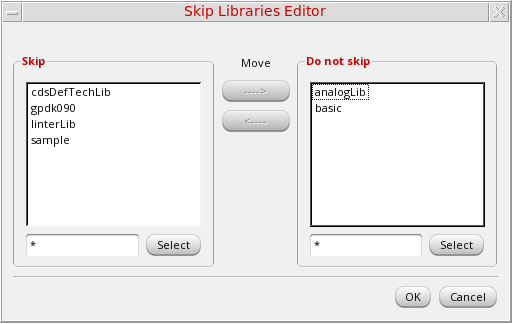 Skip Libraries Editor
Skip
Move
Do not skip
cdsDefTechLib
gpdk090
linterLib
sample
---->
<----
analogLib
basic
*
Select
*
Select
OK
Cancel